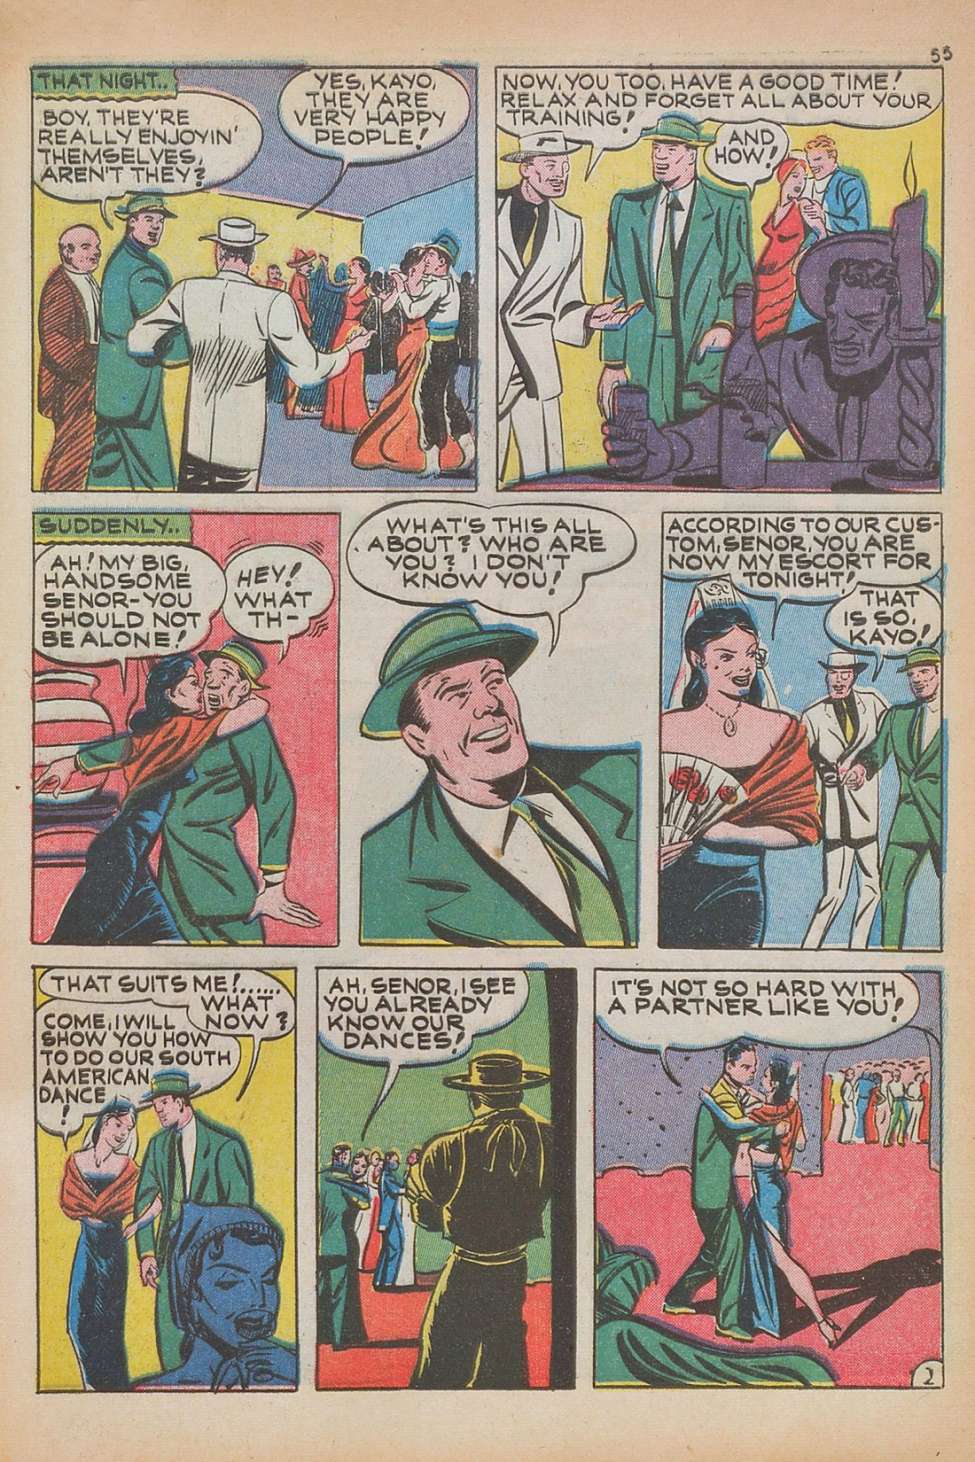 55
THAT NIGHT..
BOY, THEY'RE
REALLY ENJOYIN'
THEMSELVES,
AREN'T THEY?
YES, KAYO,
THEY ARE
VERY HAPPY
PEOPLE!
NOW, YOU TOO, HAVE A GOOD TIME!
RELAX AND FORGET ALL ABOUT YOUR
TRAINING!
AND
HOW!
SUDDENLY..
AH! MY BIG,
HANDSOME
SENOR-YOU
SHOULD NOT
BE ALONE!
HEY!
WHAT
TH-
WHAT'S THIS ALL
ABOUT? WHO ARE
YOU? I DON'T
KNOW YOU!
ACCORDING TO OUR CUS-
TOM, SENOR, YOU ARE
NOW MY ESCORT FOR
TONIGHT!
THAT
IS SO,
KAYO!
THAT SUITS ME!......
WHAT
NOW?
COME, I WILL
SHOW YOU HOW
TO DO OUR SOUTH
AMERICAN
DANCE
!
AH, SENOR, I SEE
YOU ALREADY
KNOW OUR
DANCES!
IT'S NOT SO HARD WITH
A PARTNER LIKE YOU!
2